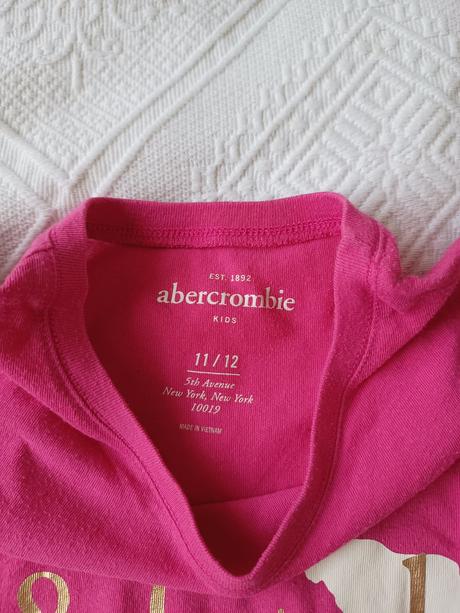 EST. 1892
abercrombie
KIDS
11 / 12
5th Avenue
New York, New York
10019
MADE IN VIETNAM